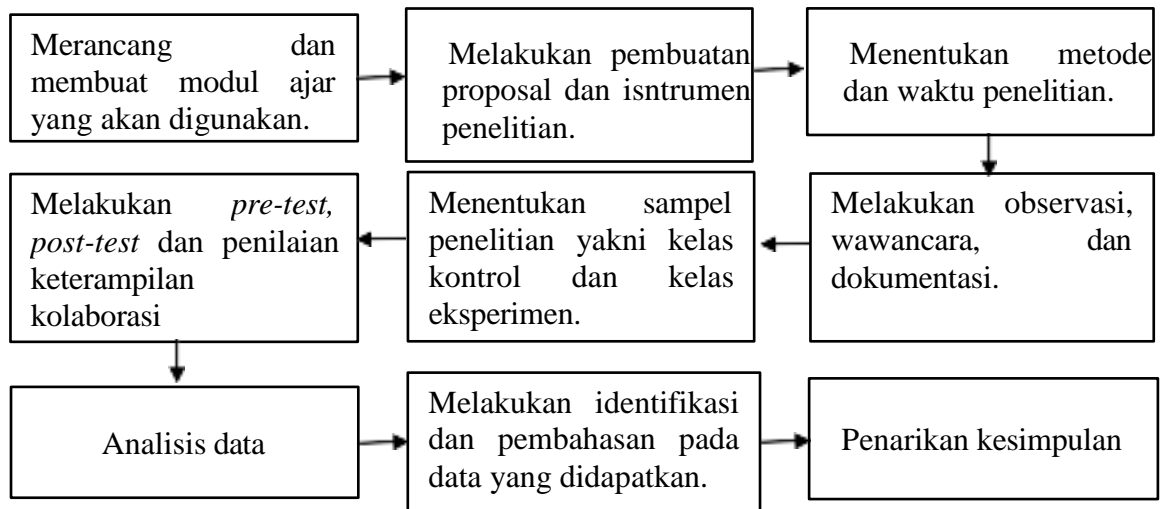 Merancang dan
membuat modul ajar
yang akan digunakan.
Melakukan pembuatan
proposal dan isntrumen
penelitian.
Menentukan metode
dan waktu penelitian.
Melakukan observasi,
wawancara, dan
dokumentasi.
Menentukan sampel
penelitian yakni kelas
kontrol dan kelas
eksperimen.
Melakukan pre-test,
post-test dan penilaian
keterampilan
kolaborasi
Analisis data
Melakukan identifikasi
dan pembahasan pada
data yang didapatkan.
Penarikan kesimpulan